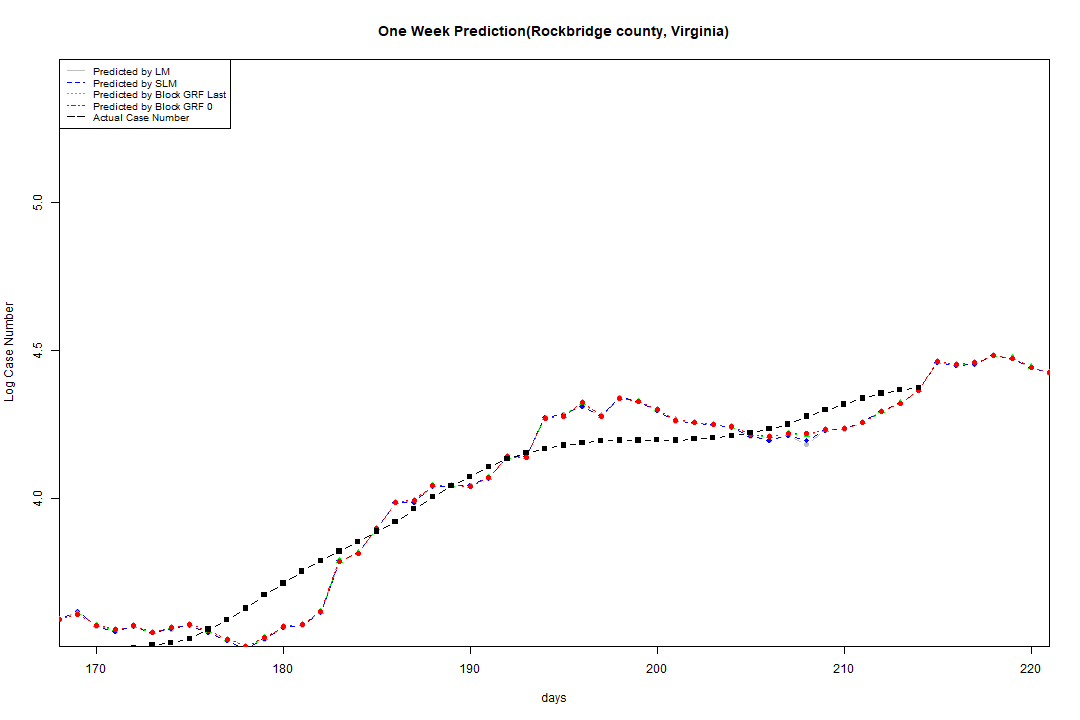 One Week Prediction(Rockbridge county, Virginia)
Predicted by LM
Predicted by SLM
Predicted by Block GRF Last
Predicted by Block GRF 0
Actual Case Number
5.0
4.5
4.0
Log Case Number
170 180 190 200 210 220
days